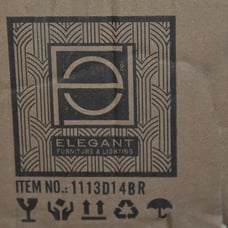 ELEGANT
FURNITURE & LIGHTING
ITEM NO.: 1113D14BR